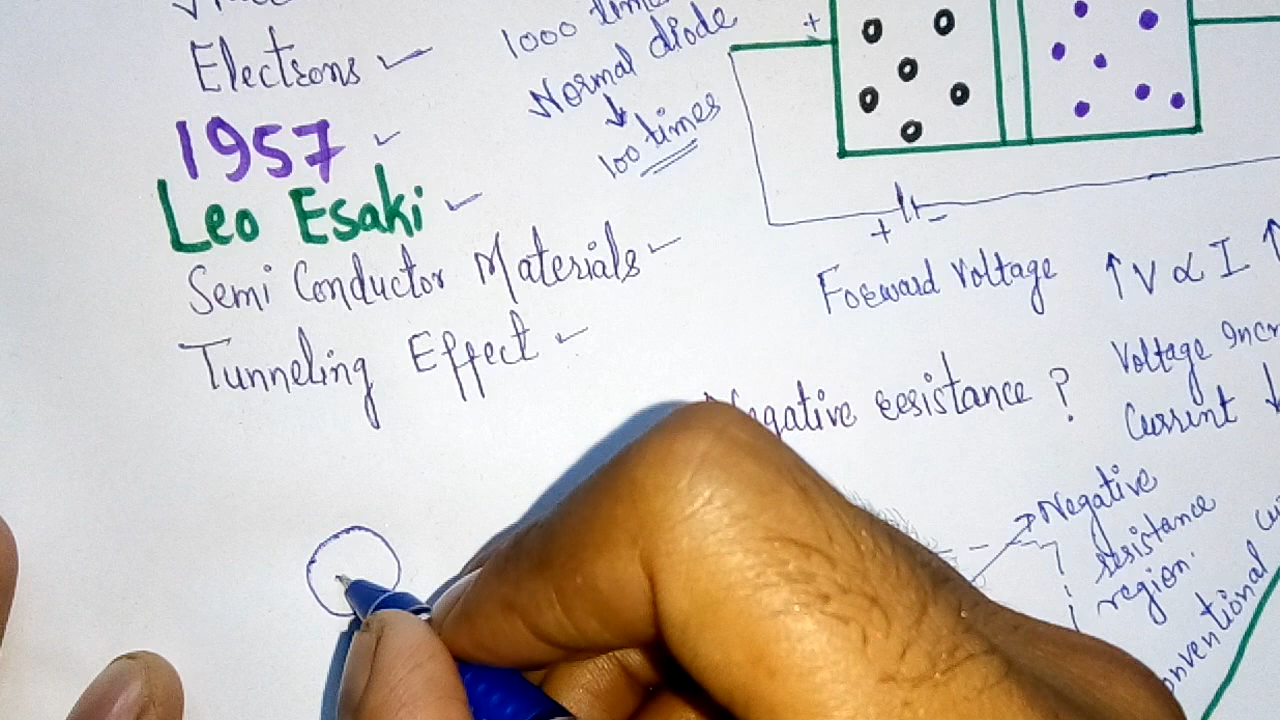 Electrons
1957
Leo Esaki
Semi Conductor Materials
Tunneling Effect
1000 times
Normal diode
100 times
+
+ -
Forward Voltage ↑ V ∝ I ↑
Negative resistance ?
Voltage
Current ↓
Negative
resistance
region.